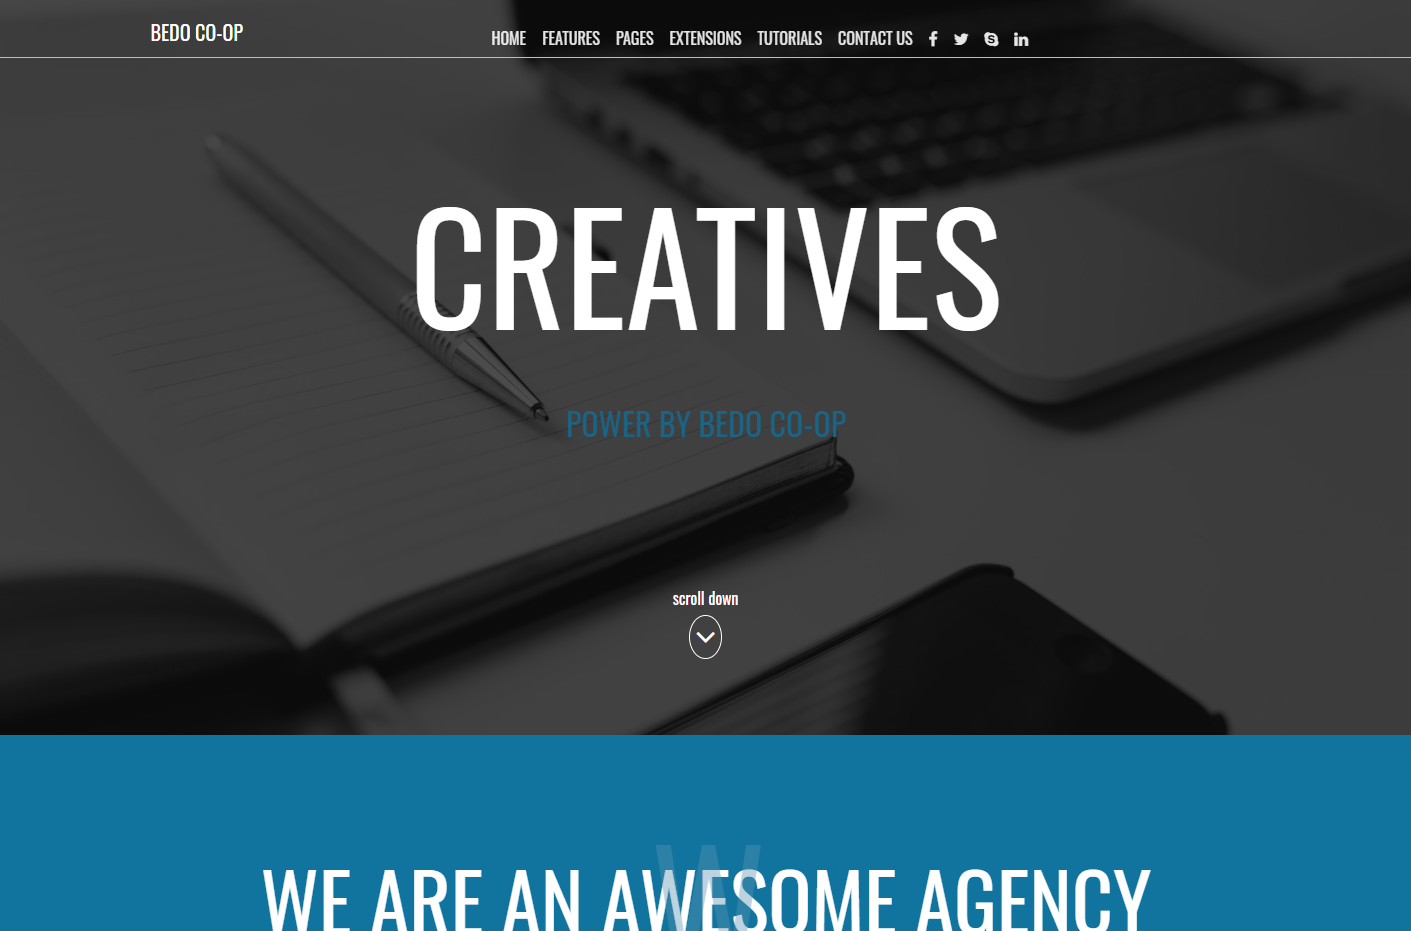 BEDO CO-OP
HOME FEATURES PAGES EXTENSIONS TUTORIALS CONTACT US
CREATIVES
POWER BY BEDO CO-OP
scroll down
W
WE ARE AN AWESOME AGENCY